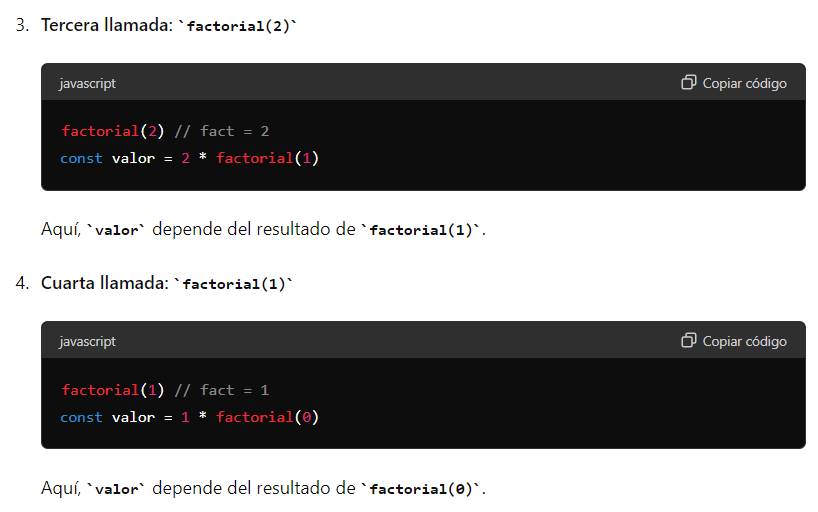 3. Tercera llamada: `factorial(2)`
javascript
Copiar código
factorial(2) // fact = 2
const valor = 2 * factorial(1)
Aquí, `valor` depende del resultado de `factorial(1)`.
4. Cuarta llamada: `factorial(1)`
javascript
Copiar código
factorial(1) // fact = 1
const valor = 1 * factorial(0)
Aquí, `valor` depende del resultado de `factorial(0)`.